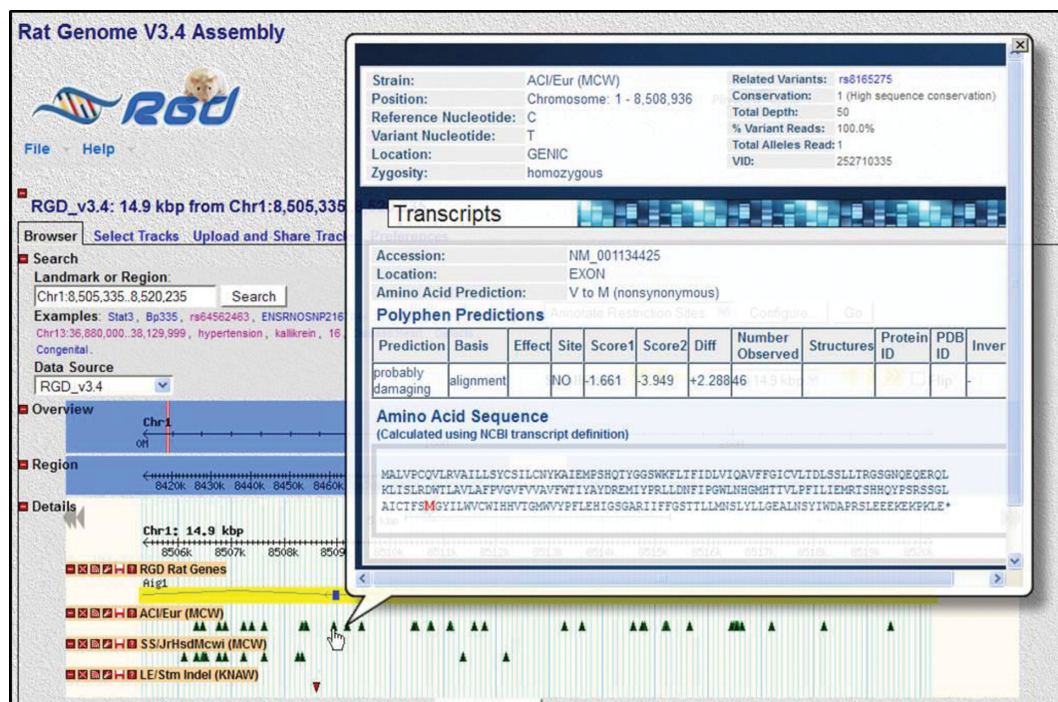 Rat Genome V3.4 Assembly
RGD
File Help
RGD_v3.4: 14.9 kbp from Chr1:8,505,335
Browser Select Tracks Upload and Share Track
Search
Landmark or Region:
Chr1:8,505,335..8,520,235 Search
Examples: Stat3, Bp335, rs64562463, ENSRNOSNP216
Chr13:36,880,000..38,129,999, hypertension, kallikrein, 16
Congenital.
Data Source
RGD_v3.4
Overview
Chr1
0M
Region
8420k 8430k 8440k 8450k 8460k
Details
Chr1: 14.9 kbp
8506k 8507k 8508k 8509
RGD Rat Genes
Aig1
ACI/Eur (MCW)
SS/JrHsdMcwi (MCW)
LE/Stm Indel (KNAW)
Strain: ACI/Eur (MCW)
Position: Chromosome: 1 - 8,508,936
Reference Nucleotide: C
Variant Nucleotide: T
Location: GENIC
Zygosity: homozygous
Related Variants: rs8165275
Conservation: 1 (High sequence conservation)
Total Depth: 50
% Variant Reads: 100.0%
Total Alleles Read: 1
VID: 252710335
Transcripts
Accession: NM_001134425
Location: EXON
Amino Acid Prediction: V to M (nonsynonymous)
Polyphen Predictions
Prediction Basis Effect Site Score1 Score2 Diff Number Observed Structures Protein ID PDB ID Inver
probably damaging alignment NO -1.661 -3.949 +2.288 46 -
Amino Acid Sequence
(Calculated using NCBI transcript definition)
MALVPCQVLRVAILLSYCSILCNYKAIEMPSHQTYGGSWKFLTFIDLVIQAVFFGICVLTDLSSLLTRGSGNQEQERQL
KLISLRDWTLAVLAFPVGVFVVAVFWTIYAYDREMIYPRLLDNFIPGWLNHGMHTTVLPFILIEMRTSHHQYPSRSSGL
AICTFSMGYILWVCWIHHVTGMWVYPFLEHIGSGARIIFFGSTTLLMNSLYLLGEALNSYIWDAPRSLEEEKEKPKLE*